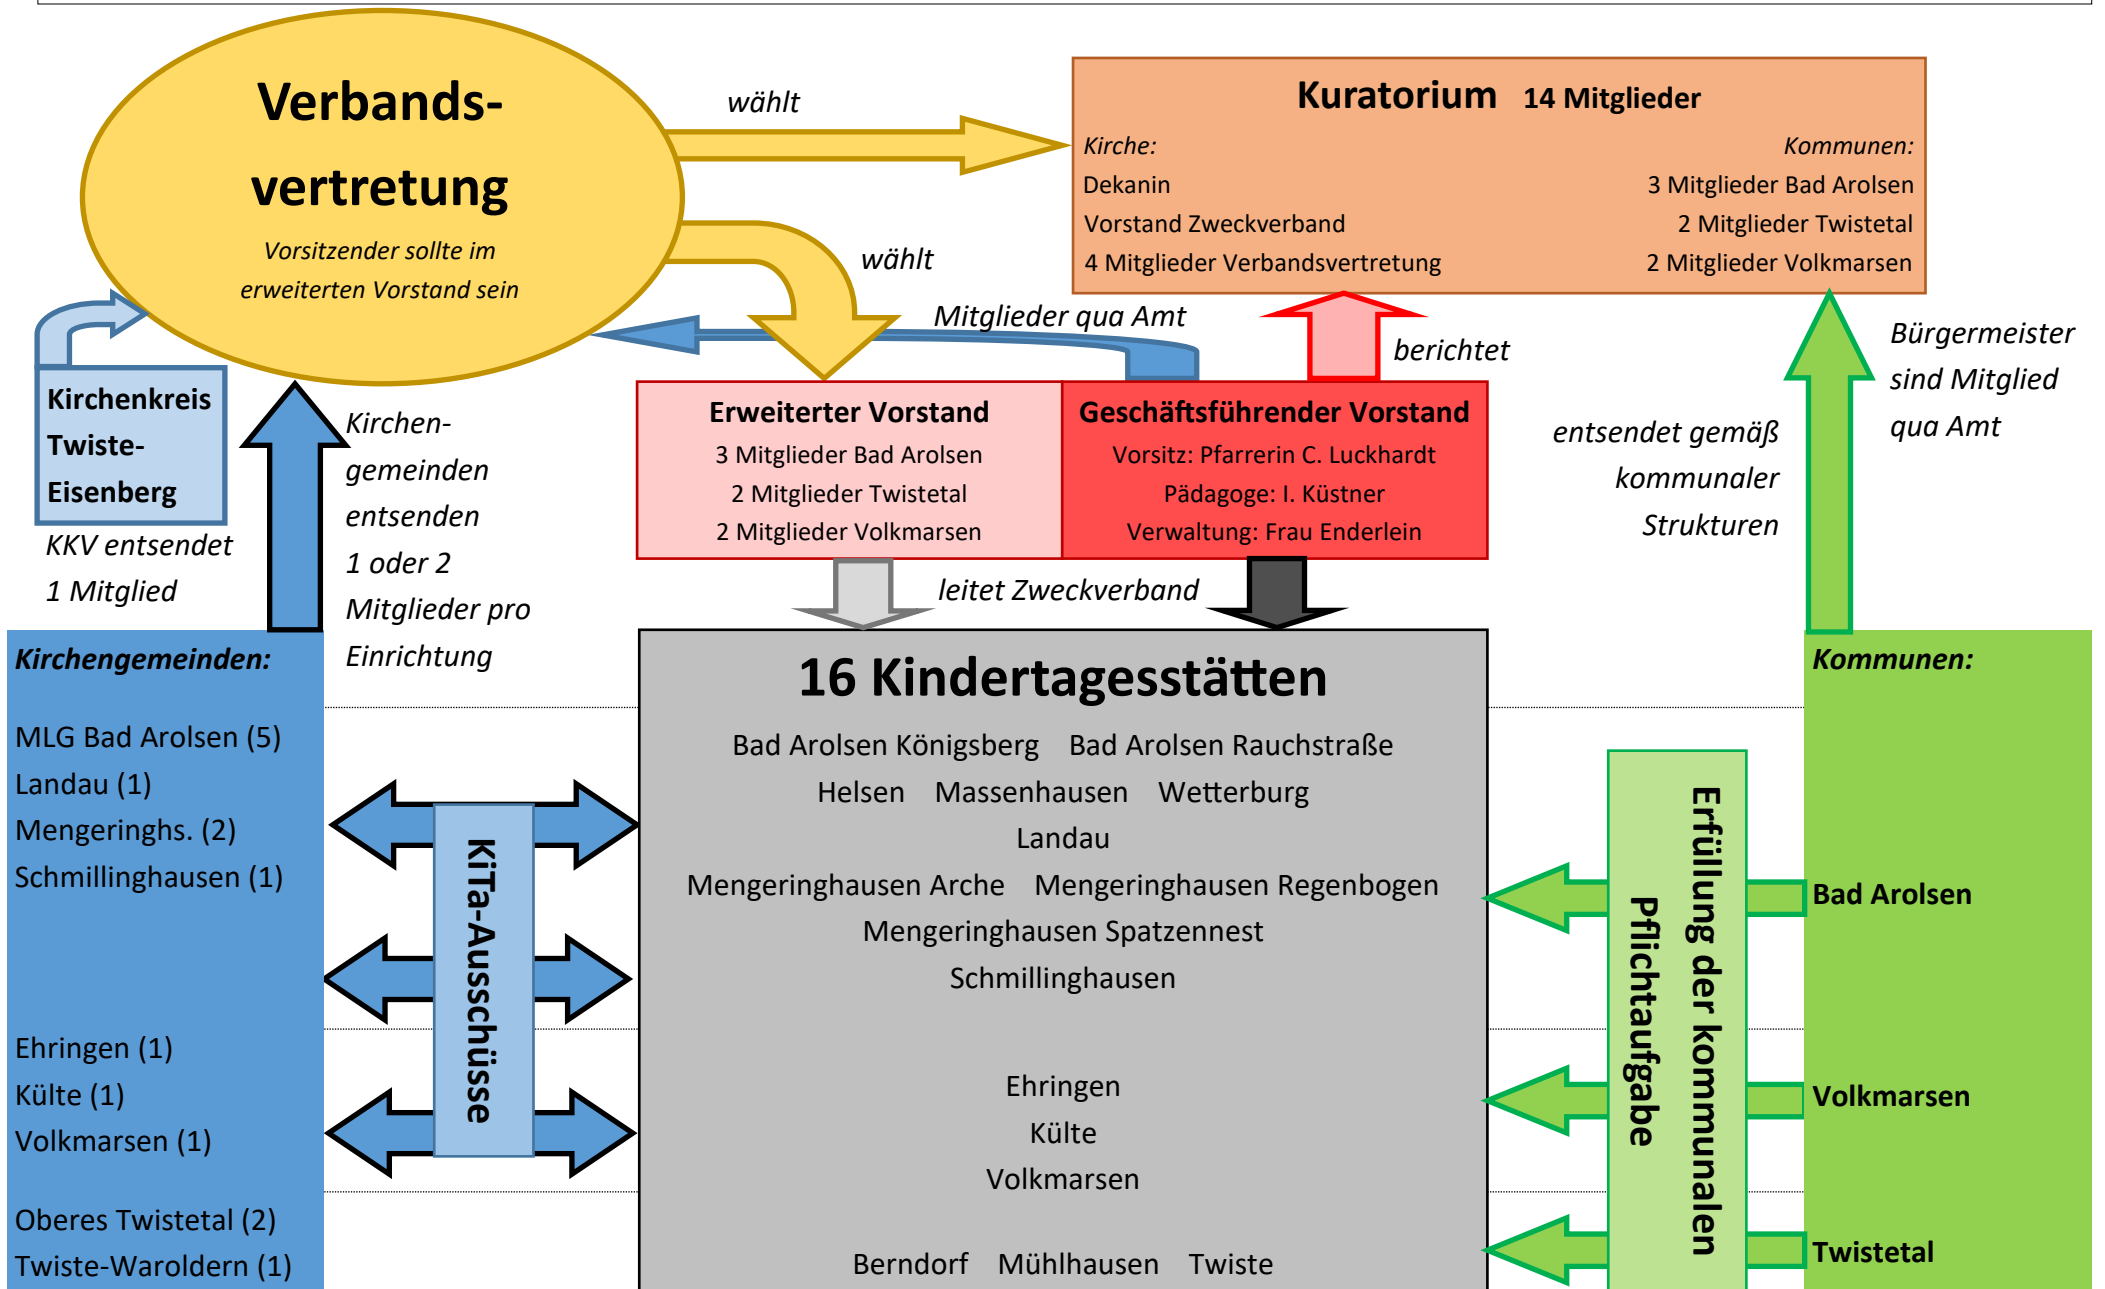 Verbands-
vertretung
Vorsitzender sollte im
erweiterten Vorstand sein
wählt
wählt
Kuratorium 14 Mitglieder
Kirche:
Dekanin
Vorstand Zweckverband
4 Mitglieder Verbandsvertretung
Kommunen:
3 Mitglieder Bad Arolsen
2 Mitglieder Twistetal
2 Mitglieder Volkmarsen
Mitglieder qua Amt
berichtet
Bürgermeister
sind Mitglied
qua Amt
entsendet gemäß
kommunaler
Strukturen
Kirchenkreis
Twiste-
Eisenberg
KKV entsendet
1 Mitglied
Kirchen-
gemeinden
entsenden
1 oder 2
Mitglieder pro
Einrichtung
Erweiterter Vorstand
3 Mitglieder Bad Arolsen
2 Mitglieder Twistetal
2 Mitglieder Volkmarsen
Geschäftsführender Vorstand
Vorsitz: Pfarrerin C. Luckhardt
Pädagoge: I. Küstner
Verwaltung: Frau Enderlein
leitet Zweckverband
Kirchengemeinden:
MLG Bad Arolsen (5)
Landau (1)
Mengeringhs. (2)
Schmillinghausen (1)
Ehringen (1)
Külte (1)
Volkmarsen (1)
Oberes Twistetal (2)
Twiste-Waroldern (1)
KiTa-Ausschüsse
16 Kindertagesstätten
Bad Arolsen Königsberg Bad Arolsen Rauchstraße
Helsen Massenhausen Wetterburg
Landau
Mengeringhausen Arche Mengeringhausen Regenbogen
Mengeringhausen Spatzennest
Schmillinghausen
Ehringen
Külte
Volkmarsen
Berndorf Mühlhausen Twiste
Erfüllung der kommunalen
Pflichtaufgabe
Kommunen:
Bad Arolsen
Volkmarsen
Twistetal